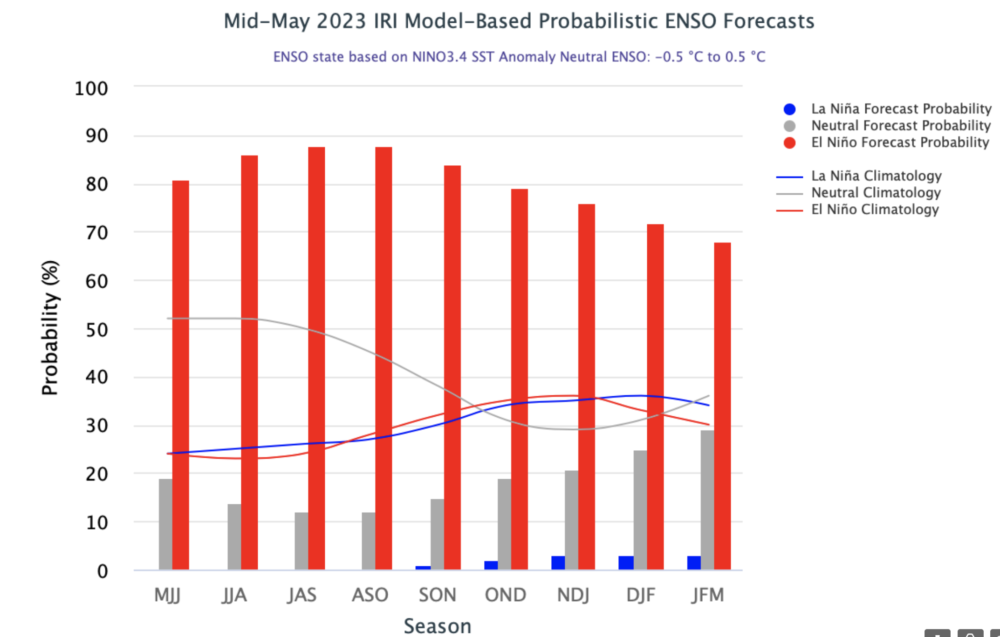 Mid-May 2023 IRI Model-Based Probabilistic ENSO Forecasts
ENSO state based on NINO3.4 SST Anomaly Neutral ENSO: -0.5 °C to 0.5 °C
100
90
80
70
60
50
40
30
20
10
0
Probability (%)
MJJ JJA JAS ASO SON OND NDJ DJF JFM
Season
La Niña Forecast Probability
Neutral Forecast Probability
El Niño Forecast Probability
La Niña Climatology
Neutral Climatology
El Niño Climatology